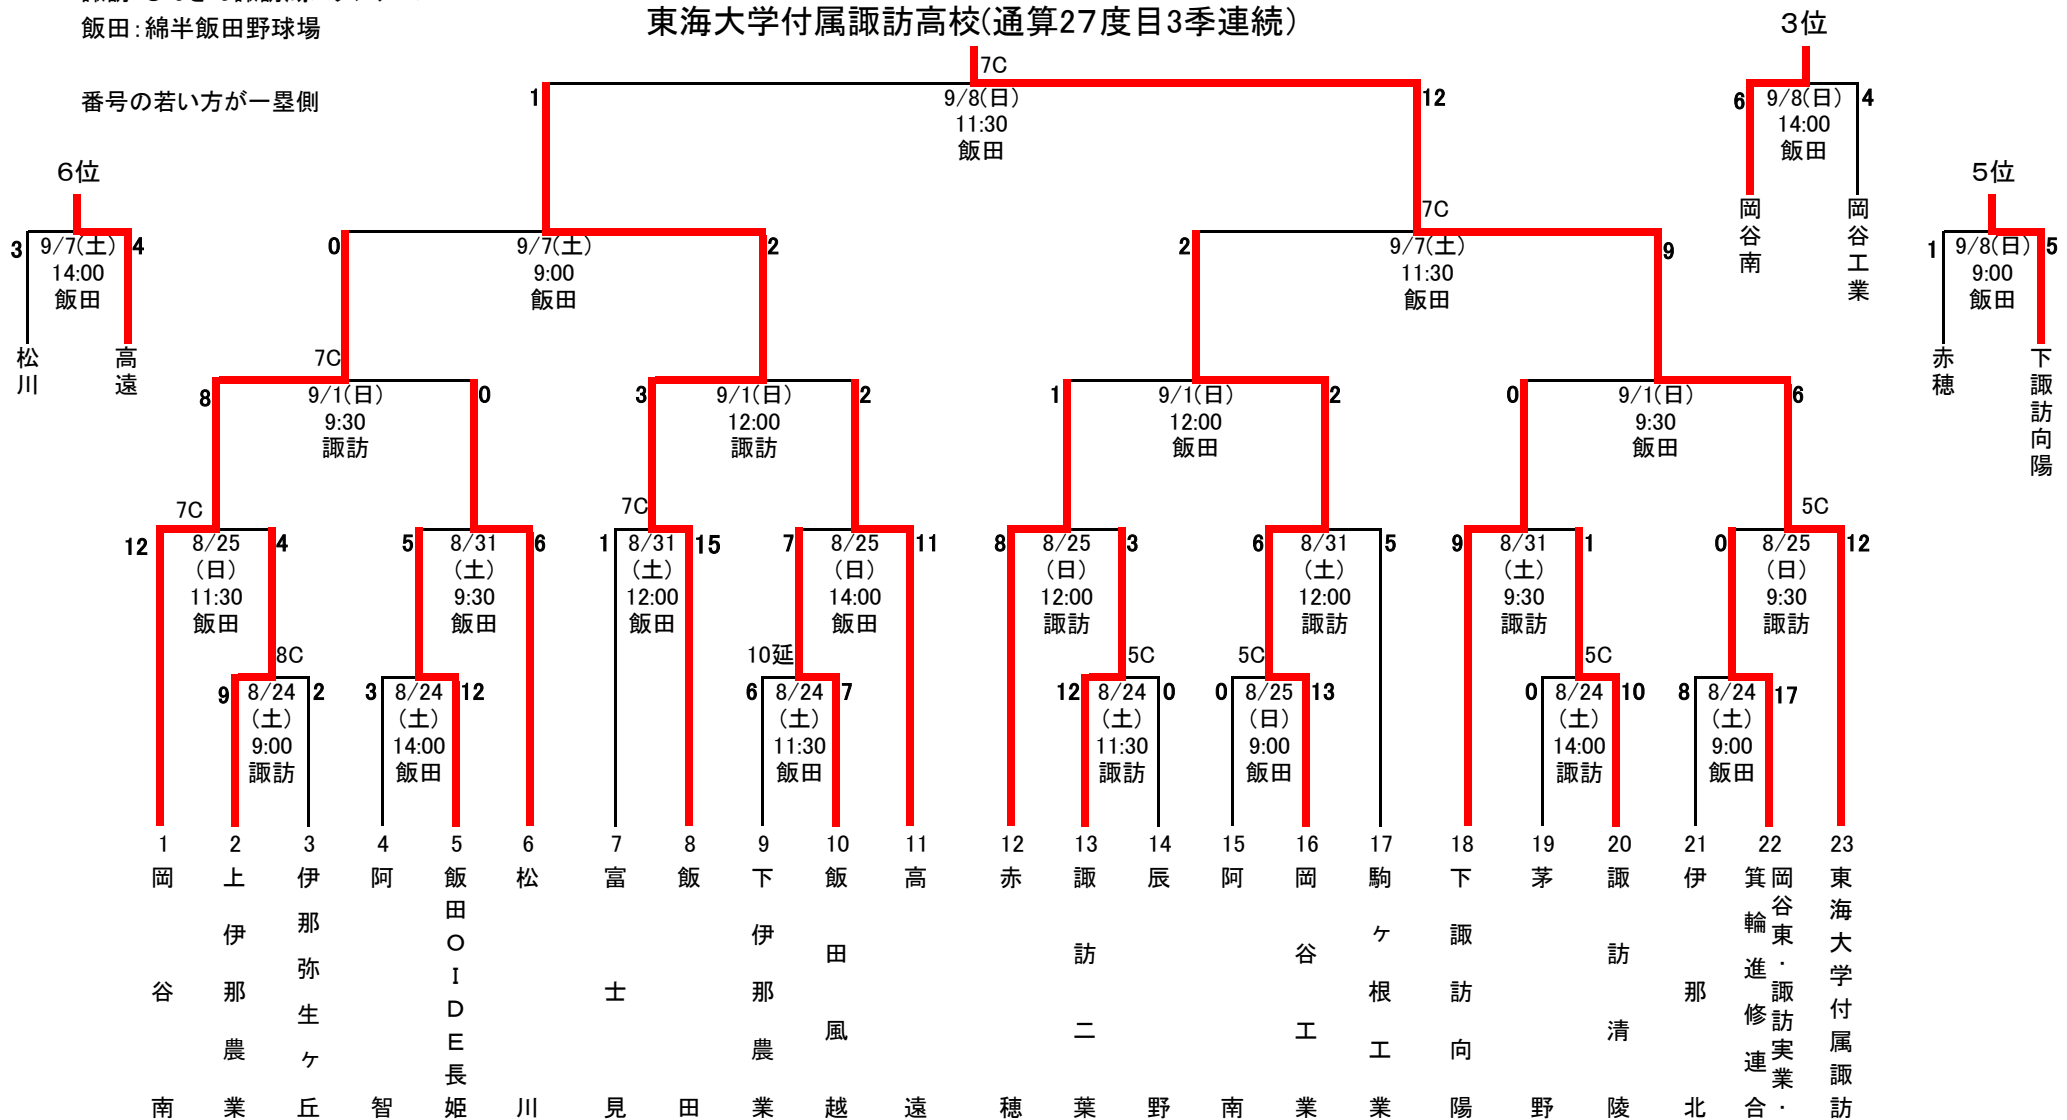 飯田:綿半飯田野球場
番号の若い方が一塁側
東海大学付属諏訪高校(通算27度目3季連続)
7C
1
12
9/8(日)
11:30
飯田
3位
6
4
9/8(日)
14:00
飯田
岡谷南
岡谷工業
6位
3
4
9/7(土)
14:00
飯田
松川
高遠
5位
1
5
9/8(日)
9:00
飯田
赤穂
下諏訪向陽
0
2
9/7(土)
9:00
飯田
7C
2
9
9/7(土)
11:30
飯田
7C
8
0
9/1(日)
9:30
諏訪
3
2
9/1(日)
12:00
諏訪
1
2
9/1(日)
12:00
飯田
0
6
9/1(日)
9:30
飯田
7C
12
4
8/25
(日)
11:30
飯田
5
6
8/31
(土)
9:30
飯田
7C
1
15
8/31
(土)
12:00
飯田
7
11
8/25
(日)
14:00
飯田
8
3
8/25
(日)
12:00
諏訪
6
5
8/31
(土)
12:00
諏訪
9
1
8/31
(土)
9:30
諏訪
5C
0
12
8/25
(日)
9:30
諏訪
8C
9
2
8/24
(土)
9:00
諏訪
3
12
8/24
(土)
14:00
飯田
10延
6
7
8/24
(土)
11:30
飯田
5C
12
0
8/24
(土)
11:30
諏訪
5C
0
13
8/25
(日)
9:00
飯田
5C
0
10
8/24
(土)
14:00
諏訪
8
17
8/24
(土)
9:00
飯田
1 岡谷南
2 上伊那農業
3 伊那弥生ヶ丘
4 阿智
5 飯田OIDE長姫
6 松川
7 富士見
8 飯田
9 下伊那農業
10 飯田風越
11 高遠
12 赤穂
13 諏訪二葉
14 辰野
15 阿南
16 岡谷工業
17 駒ヶ根工業
18 下諏訪向陽
19 茅野
20 諏訪清陵
21 伊那北
22 岡谷東・諏訪実業・
箕輪進修連合
23 東海大学付属諏訪